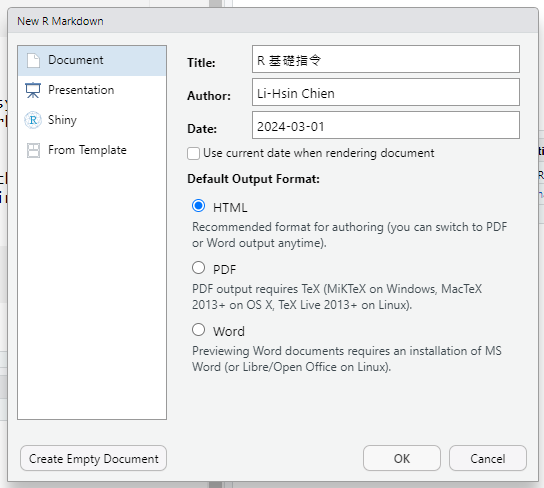 New R Markdown
Document
Presentation
Shiny
From Template
Title:
R 基礎指令
Author:
Li-Hsin Chien
Date:
2024-03-01
Use current date when rendering document
Default Output Format:
HTML
Recommended format for authoring (you can switch to PDF
or Word output anytime).
PDF
PDF output requires TeX (MiKTeX on Windows, MacTeX
2013+ on OS X, TeX Live 2013+ on Linux).
Word
Previewing Word documents requires an installation of MS
Word (or Libre/Open Office on Linux).
Create Empty Document
OK
Cancel